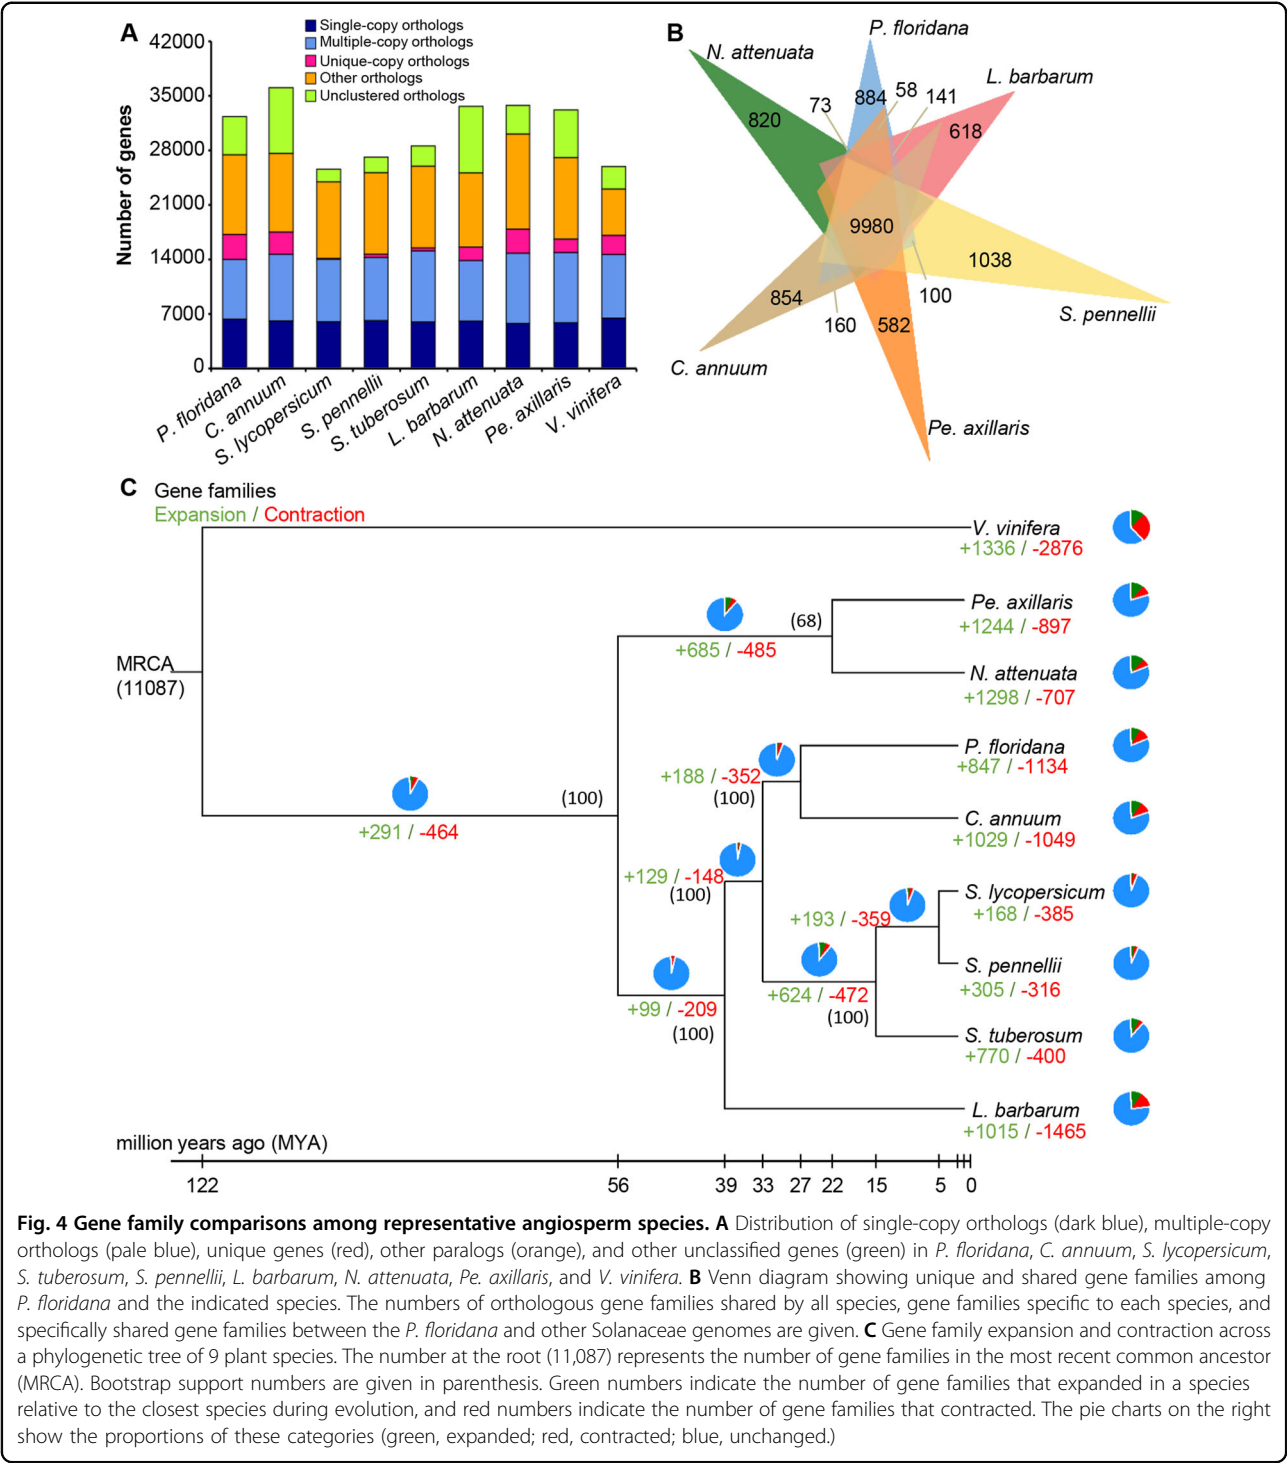 A
42000
35000
28000
21000
14000
7000
0
Number of genes
Single-copy orthologs
Multiple-copy orthologs
Unique-copy orthologs
Other orthologs
Unclustered orthologs
P. floridana
C. annuum
S. lycopersicum
S. pennellii
S. tuberosum
L. barbarum
N. attenuata
Pe. axillaris
V. vinifera
B
P. floridana
N. attenuata
L. barbarum
73
884
58
141
820
618
9980
1038
854
100
160
582
S. pennellii
C. annuum
Pe. axillaris
C Gene families
Expansion / Contraction
V. vinifera
+1336 / -2876
Pe. axillaris
(68)
+1244 / -897
+685 / -485
MRCA
(11087)
N. attenuata
+1298 / -707
P. floridana
+847 / -1134
+188 / -352
(100)
(100)
C. annuum
+291 / -464
+1029 / -1049
+129 / -148
(100)
S. lycopersicum
+193 / -359
+168 / -385
S. pennellii
+305 / -316
+624 / -472
+99 / -209
(100)
(100)
S. tuberosum
+770 / -400
L. barbarum
+1015 / -1465
million years ago (MYA)
122 56 39 33 27 22 15 5 0
Fig. 4 Gene family comparisons among representative angiosperm species. A Distribution of single-copy orthologs (dark blue), multiple-copy
orthologs (pale blue), unique genes (red), other paralogs (orange), and other unclassified genes (green) in P. floridana, C. annuum, S. lycopersicum,
S. tuberosum, S. pennellii, L. barbarum, N. attenuata, Pe. axillaris, and V. vinifera. B Venn diagram showing unique and shared gene families among
P. floridana and the indicated species. The numbers of orthologous gene families shared by all species, gene families specific to each species, and
specifically shared gene families between the P. floridana and other Solanaceae genomes are given. C Gene family expansion and contraction across
a phylogenetic tree of 9 plant species. The number at the root (11,087) represents the number of gene families in the most recent common ancestor
(MRCA). Bootstrap support numbers are given in parenthesis. Green numbers indicate the number of gene families that expanded in a species
relative to the closest species during evolution, and red numbers indicate the number of gene families that contracted. The pie charts on the right
show the proportions of these categories (green, expanded; red, contracted; blue, unchanged.)